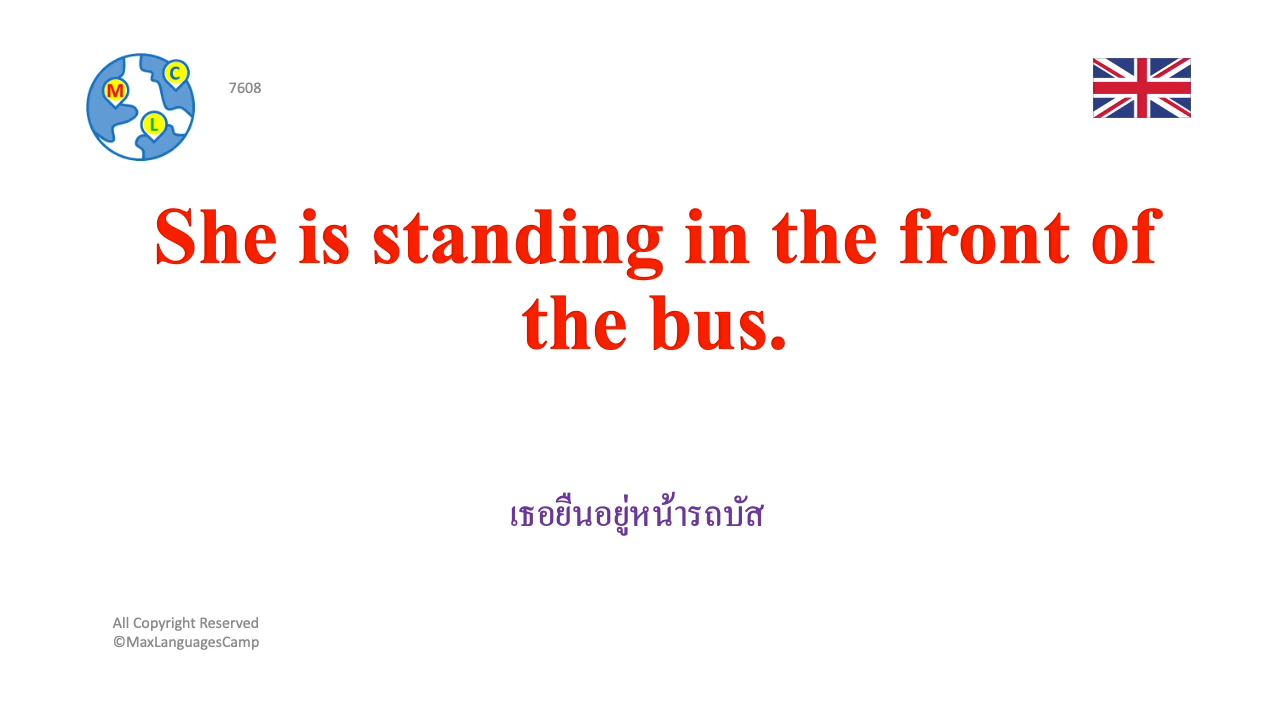 C
M
L
7608
She is standing in the front of
the bus.
เธอยืนอยู่หน้ารถบัส
All Copyright Reserved
©MaxLanguagesCamp